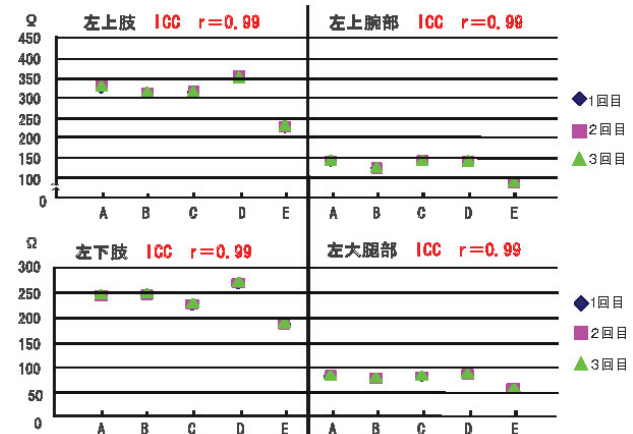 Ω
左上肢 ICC r=0.99
左上腕部 ICC r=0.99
450
400
350
300
250
200
150
100
0
A B C D E
A B C D E
◆1回目
■2回目
▲3回目
Ω
左下肢 ICC r=0.99
左大腿部 ICC r=0.99
300
250
200
150
100
50
0
A B C D E
A B C D E
◆1回目
■2回目
▲3回目